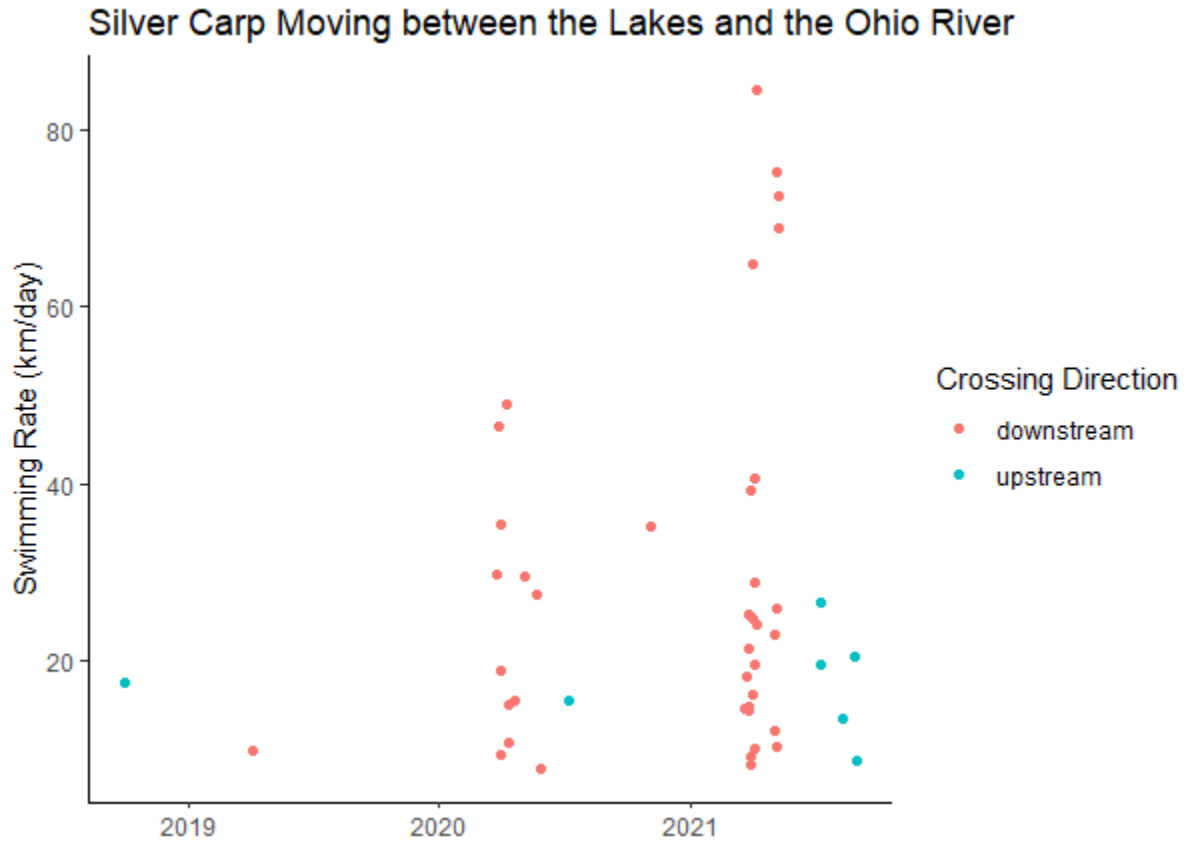 Silver Carp Moving between the Lakes and the Ohio River
80
60
40
20
Swimming Rate (km/day)
2019 2020 2021
Crossing Direction
downstream
upstream